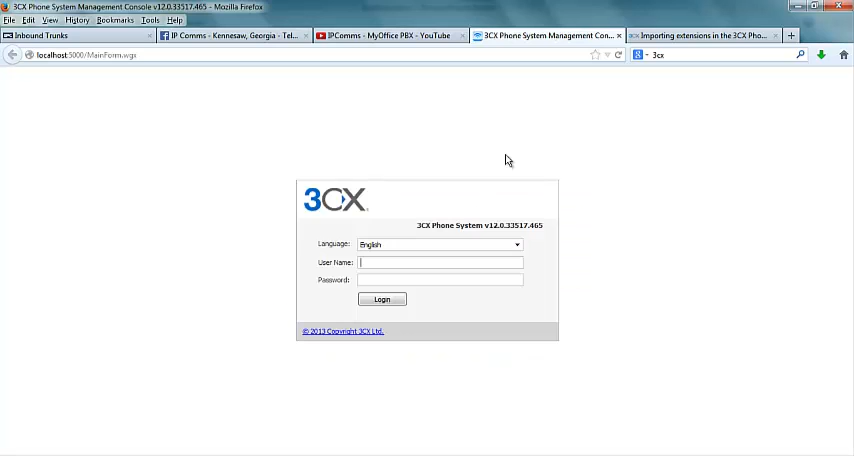 3CX Phone System Management Console v12.0.33517.465 - Mozilla Firefox
File Edit View History Bookmarks Tools Help
Inbound Trunks
IP Comms - Kennesaw, Georgia - Tel...
IPComms - MyOffice PBX - YouTube
3CX Phone System Management Con...
3CX Importing extensions in the 3CX Pho...
localhost:5000/MainForm.wgx
8 3cx
3CX
3CX Phone System v12.0.33517.465
Language: English
User Name:
Password:
Login
© 2013 Copyright 3CX Ltd.